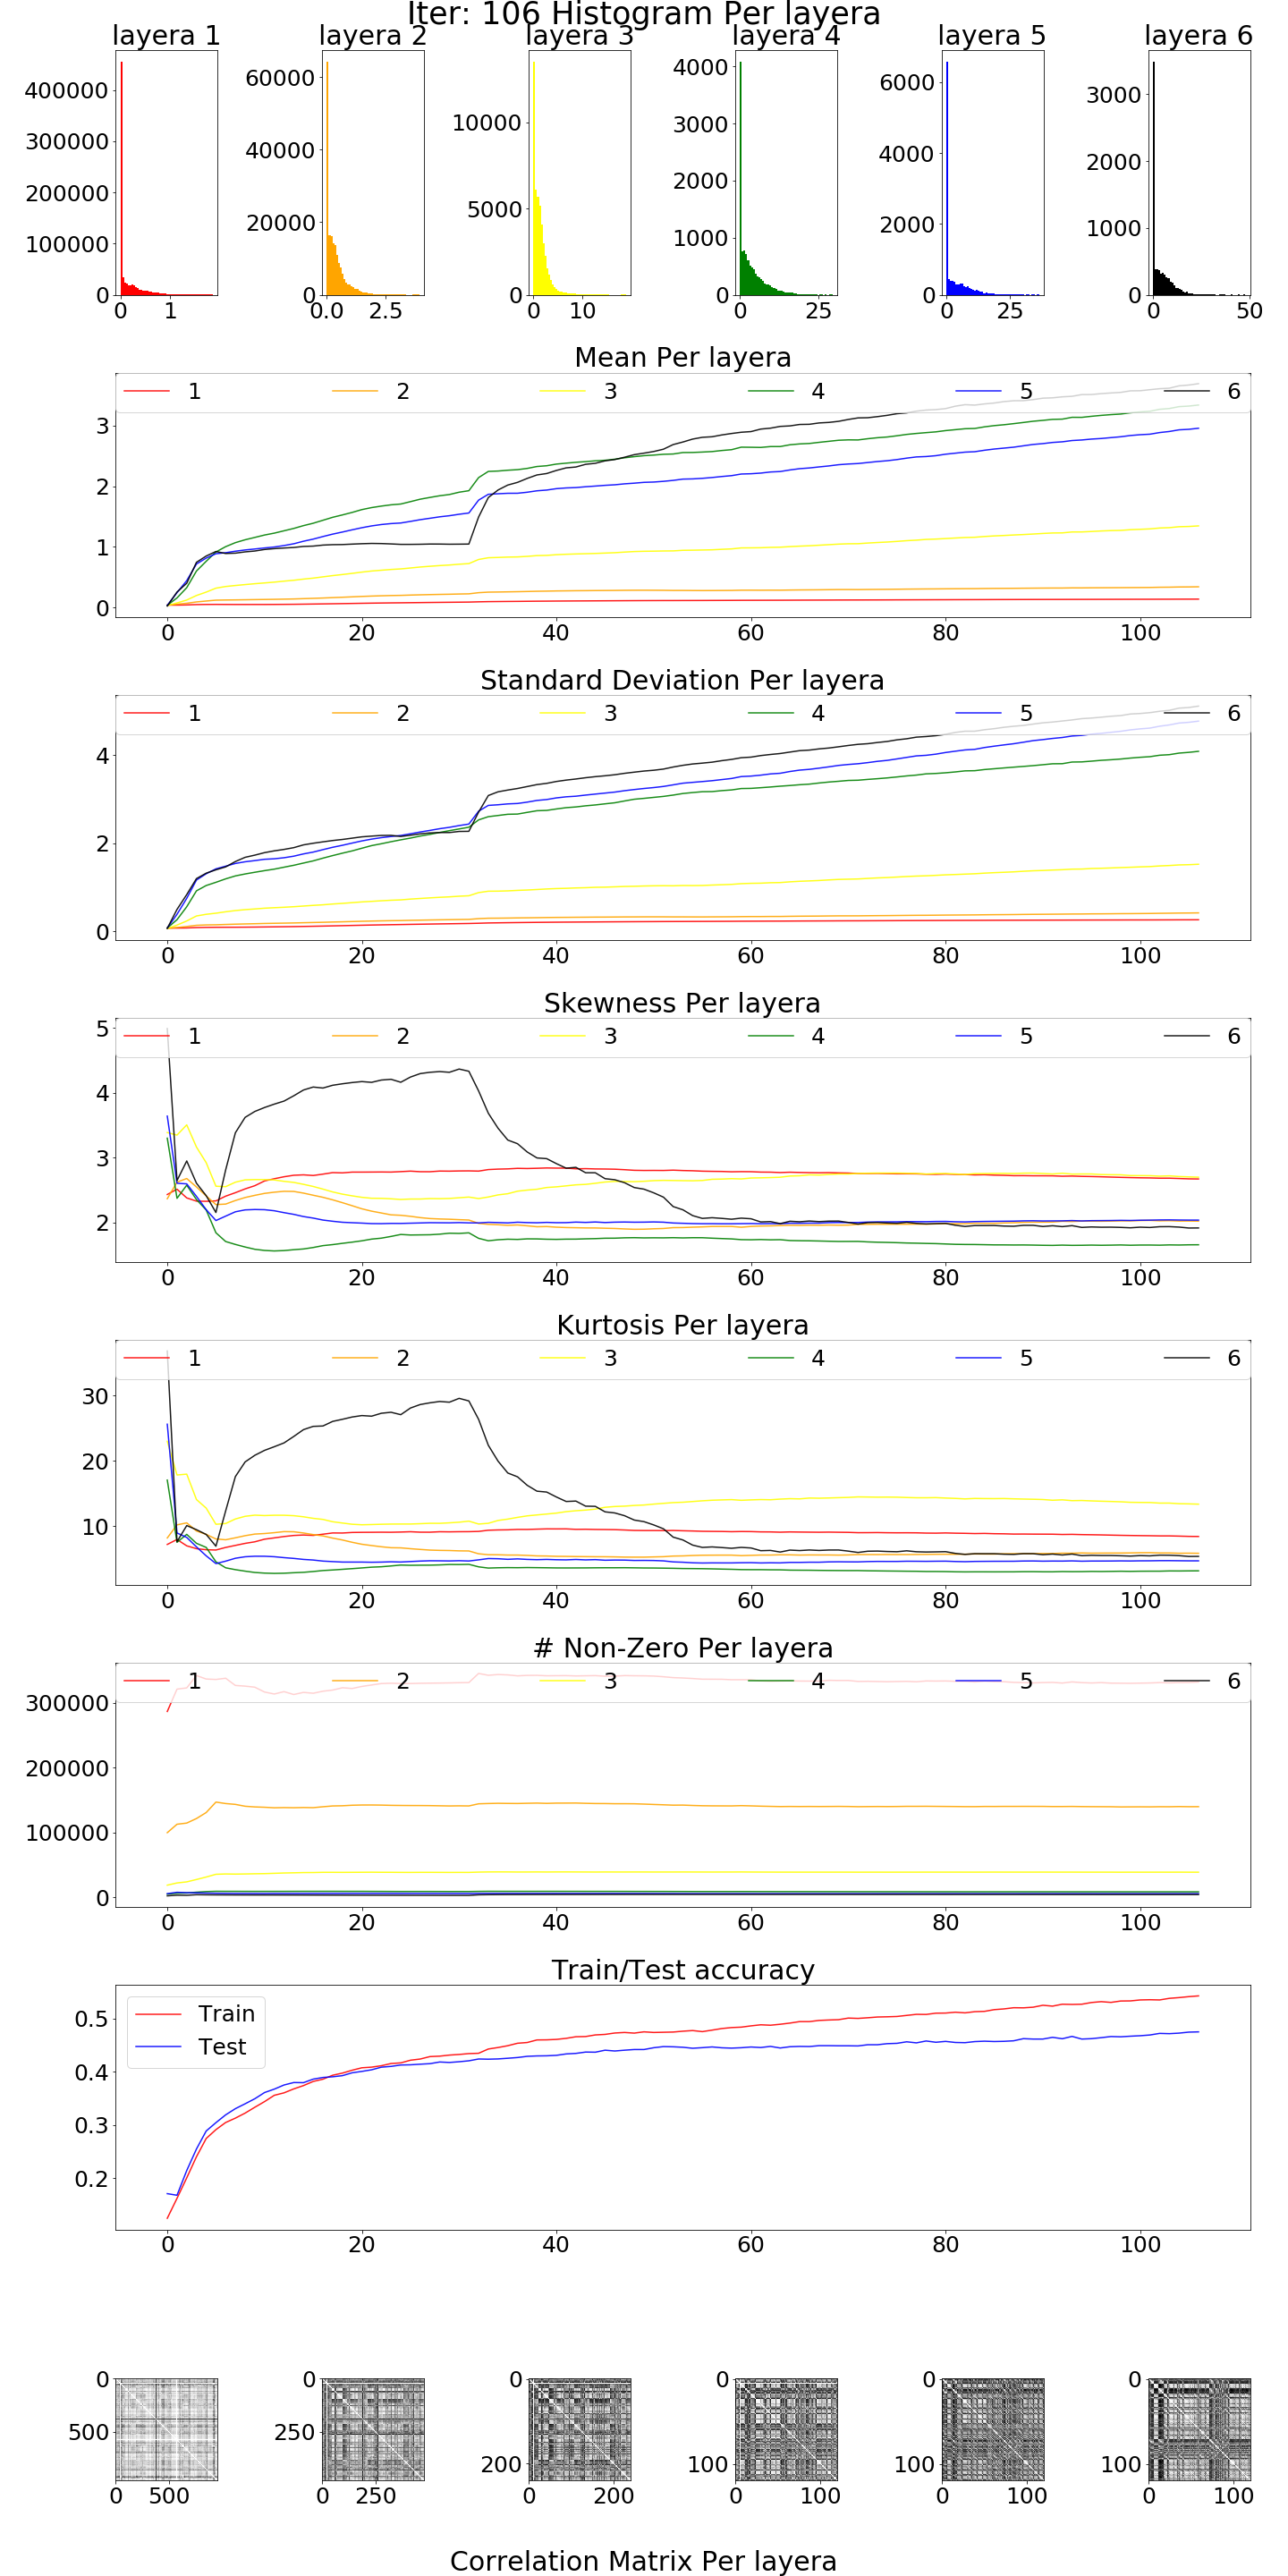 Iter: 106 Histogram Per layera
layera 1 layera 2 layera 3 layera 4 layera 5 layera 6
400000 300000 200000 100000 0
0 1
60000 40000 20000 0
0.0 2.5
10000 5000 0
0 10
4000 3000 2000 1000 0
0 25
6000 4000 2000 0
0 25
3000 2000 1000 0
0 50
Mean Per layera
1 2 3 4 5 6
3
2
1
0
0 20 40 60 80 100
Standard Deviation Per layera
1 2 3 4 5 6
4
2
0
0 20 40 60 80 100
Skewness Per layera
1 2 3 4 5 6
5
4
3
2
0 20 40 60 80 100
Kurtosis Per layera
1 2 3 4 5 6
30
20
10
0 20 40 60 80 100
# Non-Zero Per layera
1 2 3 4 5 6
300000
200000
100000
0
0 20 40 60 80 100
Train/Test accuracy
Train
Test
0.5
0.4
0.3
0.2
0 20 40 60 80 100
0 500
0 500
0 250
0 250
0 200
0 200
0 100
0 100
0 100
0 100
0 100
0 100
Correlation Matrix Per layera